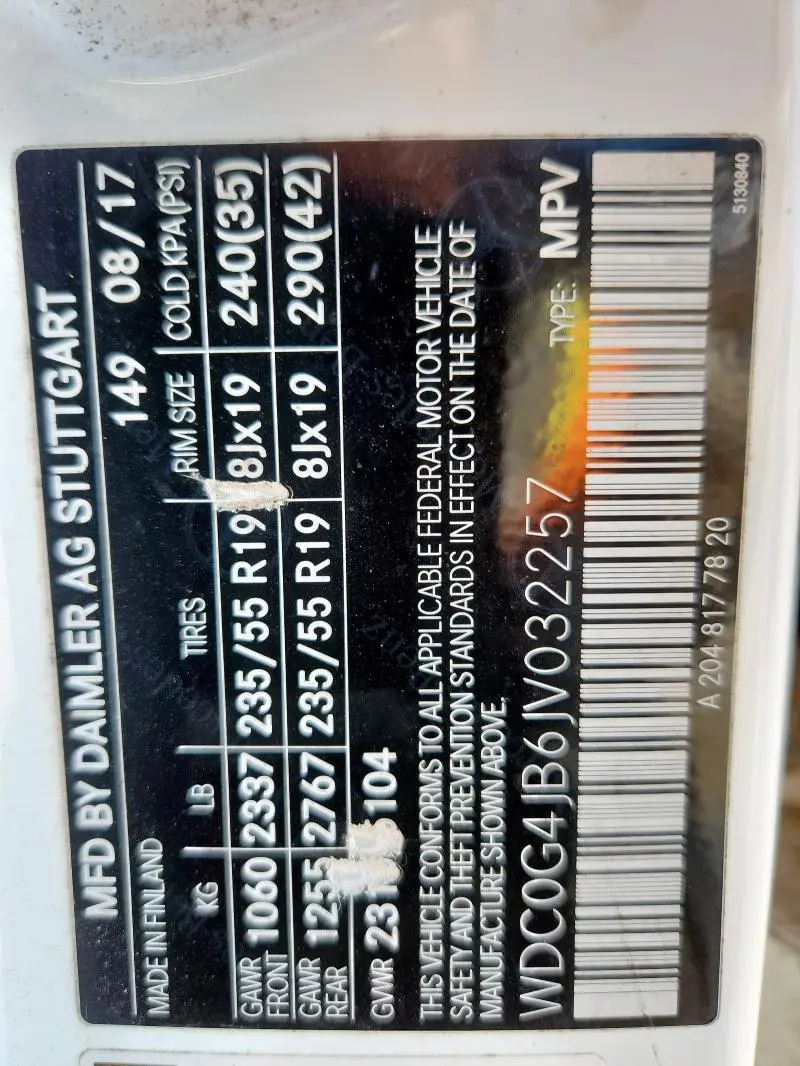 MFD BY DAIMLER AG STUTTGART
MADE IN FINLAND 149 08/17
KG LB TIRES RIM SIZE COLD KPA(PSI)
GAWR FRONT 1060 2337 235/55 R19 8Jx19 240(35)
GAWR REAR 1255 2767 235/55 R19 8Jx19 290(42)
GVWR 23 104
THIS VEHICLE CONFORMS TO ALL APPLICABLE FEDERAL MOTOR VEHICLE
SAFETY AND THEFT PREVENTION STANDARDS IN EFFECT ON THE DATE OF
MANUFACTURE SHOWN ABOVE.
WDC0G4JB6JV032257 TYPE: MPV
A 204 817 78 20
5130840